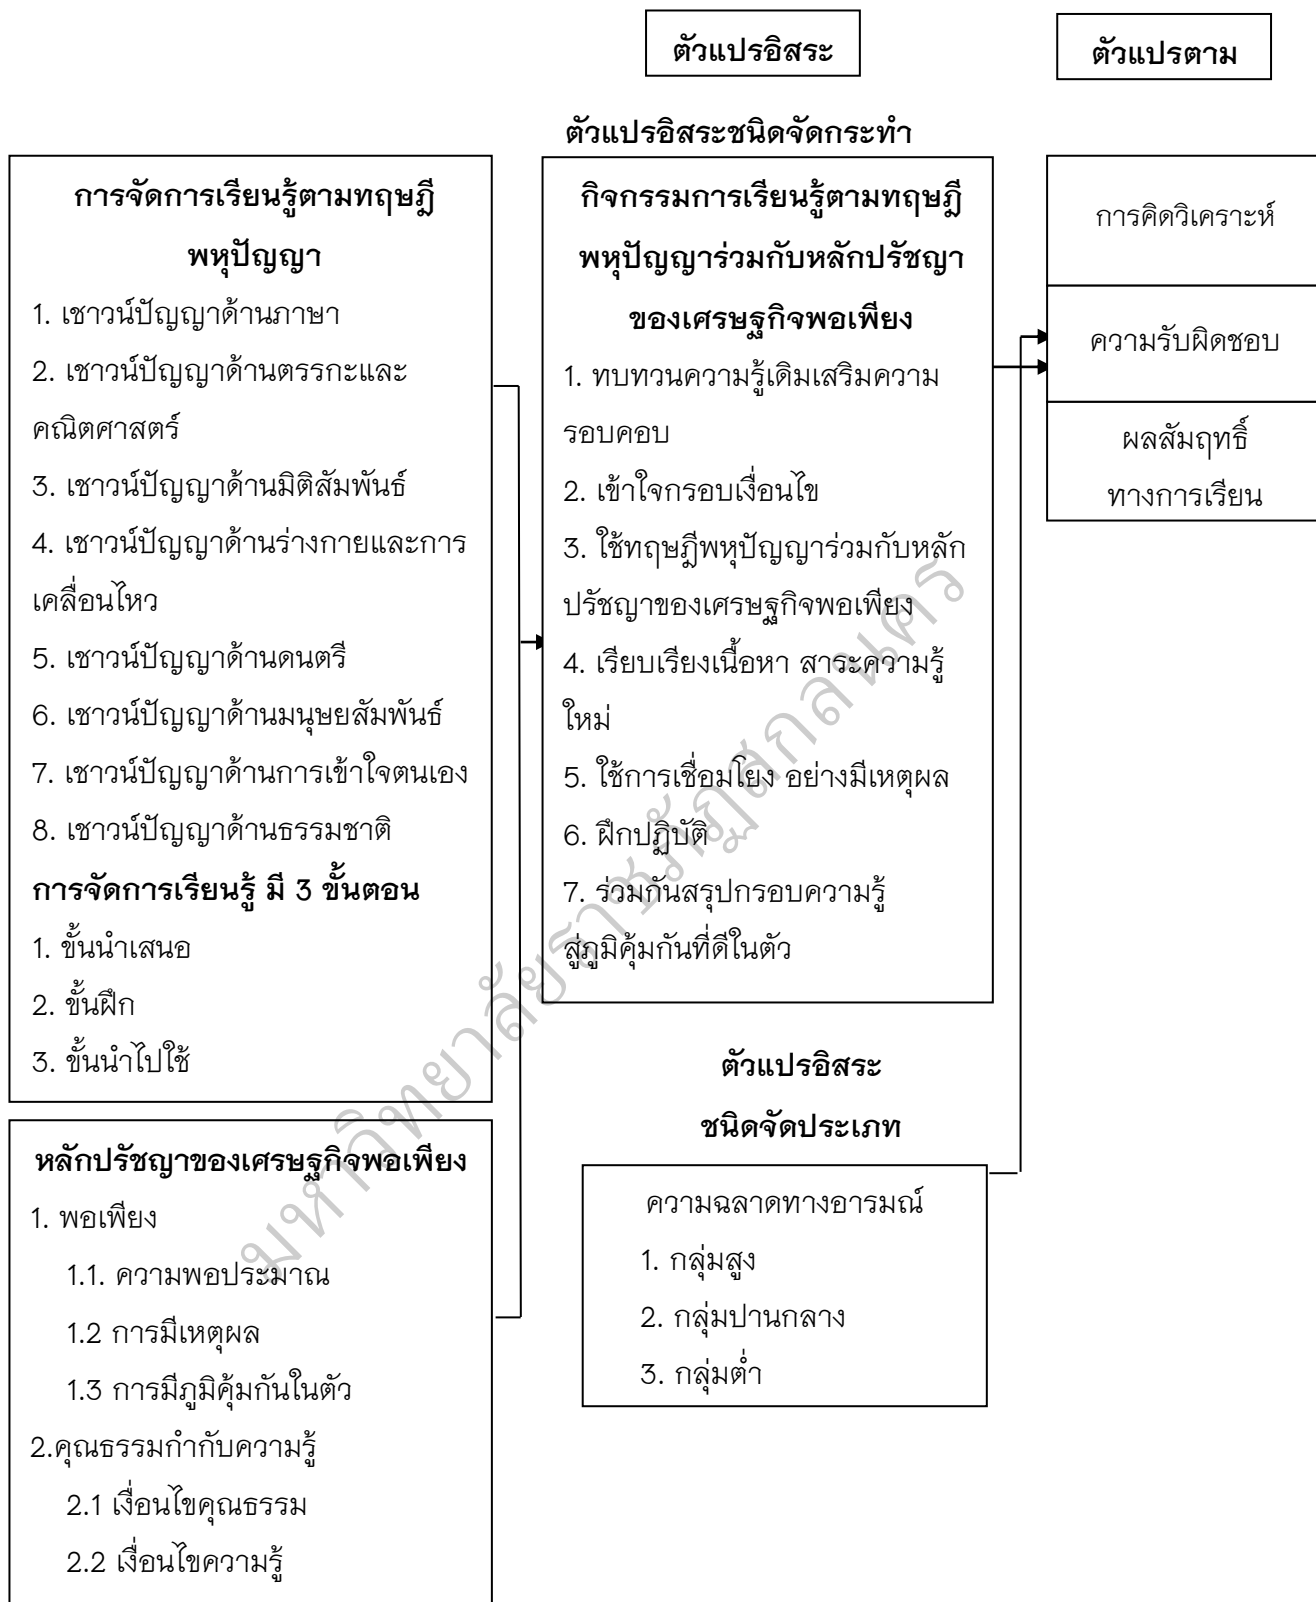 ตัวแปรอิสระ
ตัวแปรตาม
ตัวแปรอิสระชนิดจัดกระทำ
การจัดการเรียนรู้ตามทฤษฎี
พหุปัญญา
1. เชาวน์ปัญญาด้านภาษา
2. เชาวน์ปัญญาด้านตรรกะและ
คณิตศาสตร์
3. เชาวน์ปัญญาด้านมิติสัมพันธ์
4. เชาวน์ปัญญาด้านร่างกายและการ
เคลื่อนไหว
5. เชาวน์ปัญญาด้านดนตรี
6. เชาวน์ปัญญาด้านมนุษยสัมพันธ์
7. เชาวน์ปัญญาด้านการเข้าใจตนเอง
8. เชาวน์ปัญญาด้านธรรมชาติ
การจัดการเรียนรู้ มี 3 ขั้นตอน
1. ขั้นนำเสนอ
2. ขั้นฝึก
3. ขั้นนำไปใช้
หลักปรัชญาของเศรษฐกิจพอเพียง
1. พอเพียง
1.1. ความพอประมาณ
1.2 การมีเหตุผล
1.3 การมีภูมิคุ้มกันในตัว
2.คุณธรรมกำกับความรู้
2.1 เงื่อนไขคุณธรรม
2.2 เงื่อนไขความรู้
กิจกรรมการเรียนรู้ตามทฤษฎี
พหุปัญญาร่วมกับหลักปรัชญา
ของเศรษฐกิจพอเพียง
1. ทบทวนความรู้เดิมเสริมความ
รอบคอบ
2. เข้าใจกรอบเงื่อนไข
3. ใช้ทฤษฎีพหุปัญญาร่วมกับหลัก
ปรัชญาของเศรษฐกิจพอเพียง
4. เรียบเรียงเนื้อหา สาระความรู้
ใหม่
5. ใช้การเชื่อมโยง อย่างมีเหตุผล
6. ฝึกปฏิบัติ
7. ร่วมกันสรุปกรอบความรู้
สู่ภูมิคุ้มกันที่ดีในตัว
ตัวแปรอิสระ
ชนิดจัดประเภท
ความฉลาดทางอารมณ์
1. กลุ่มสูง
2. กลุ่มปานกลาง
3. กลุ่มต่ำ
การคิดวิเคราะห์
ความรับผิดชอบ
ผลสัมฤทธิ์
ทางการเรียน
มหาวิทยาลัยราชภัฏสกลนคร